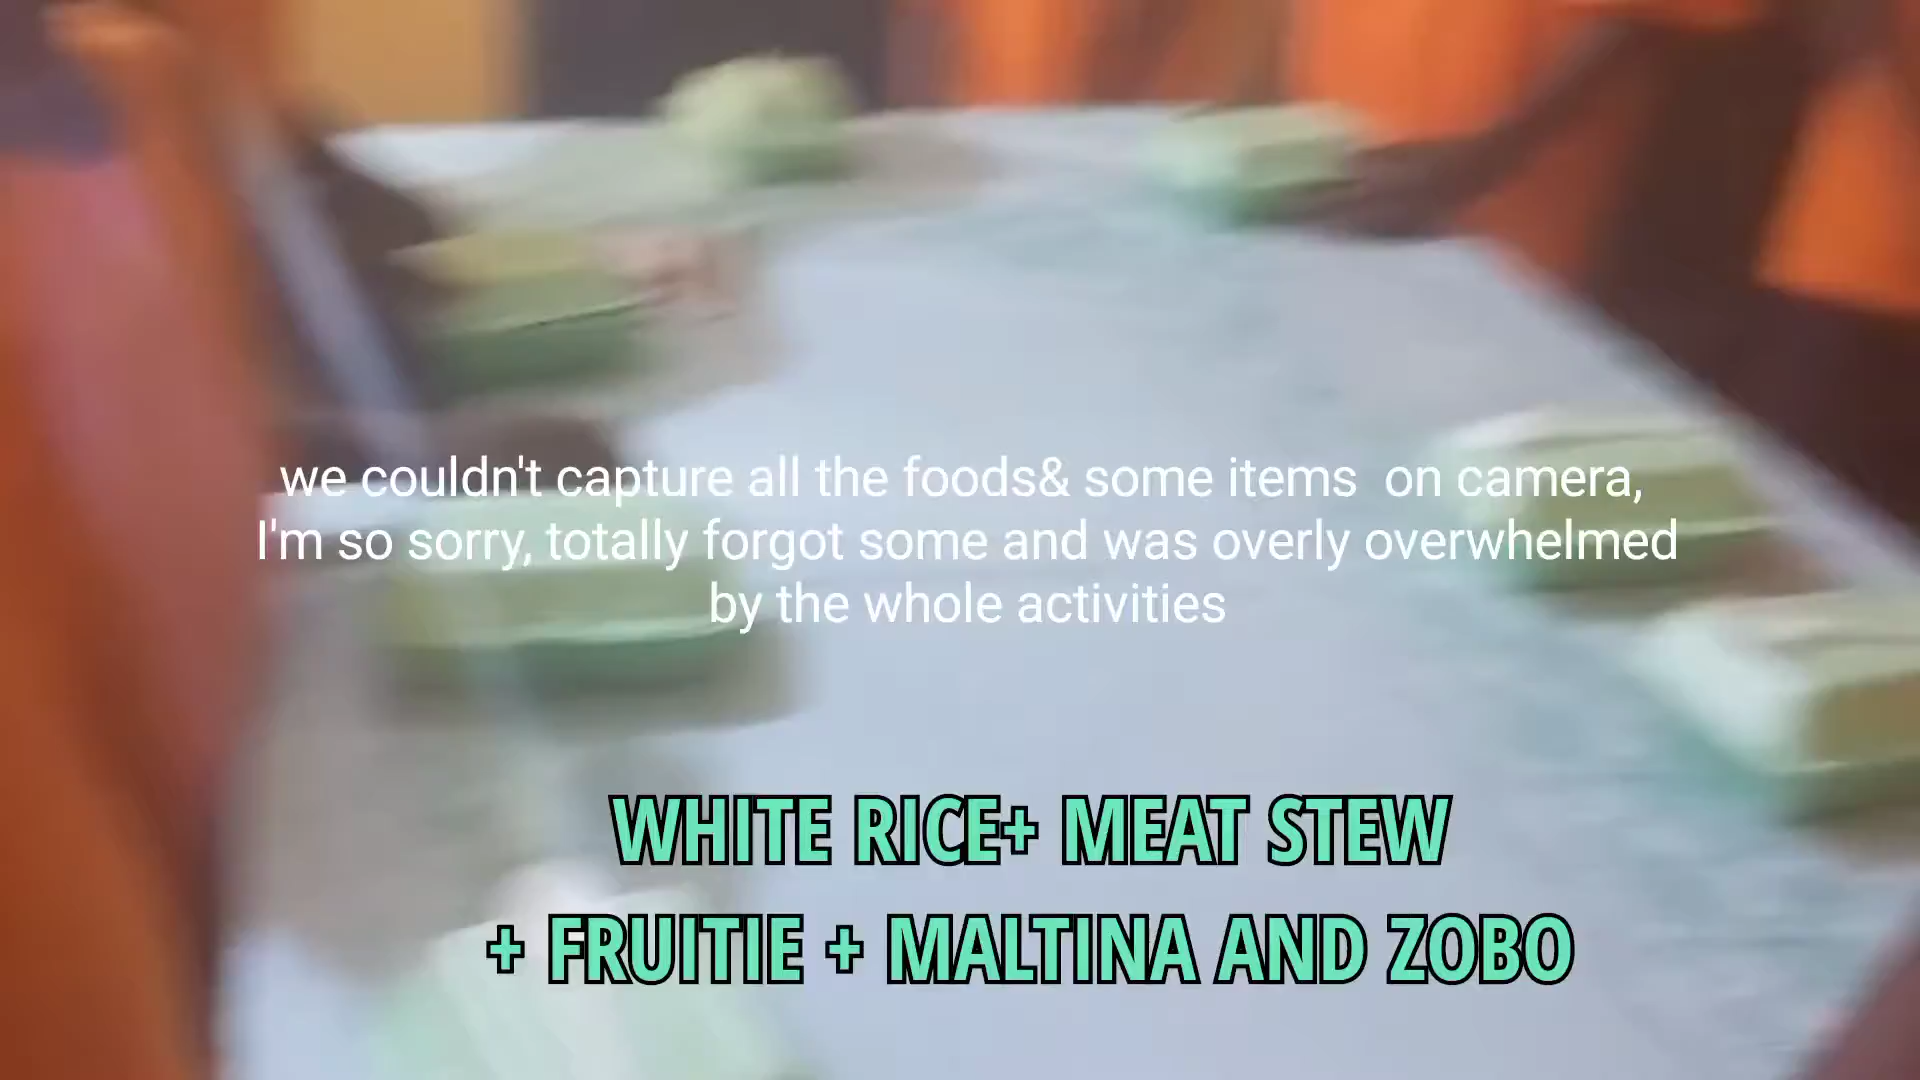 we couldn't capture all the foods& some items  on camera,
I'm so sorry, totally forgot some and was overly overwhelmed
by the whole activities
WHITE RICE+ MEAT STEW
+ FRUITIE + MALTINA AND ZOBO